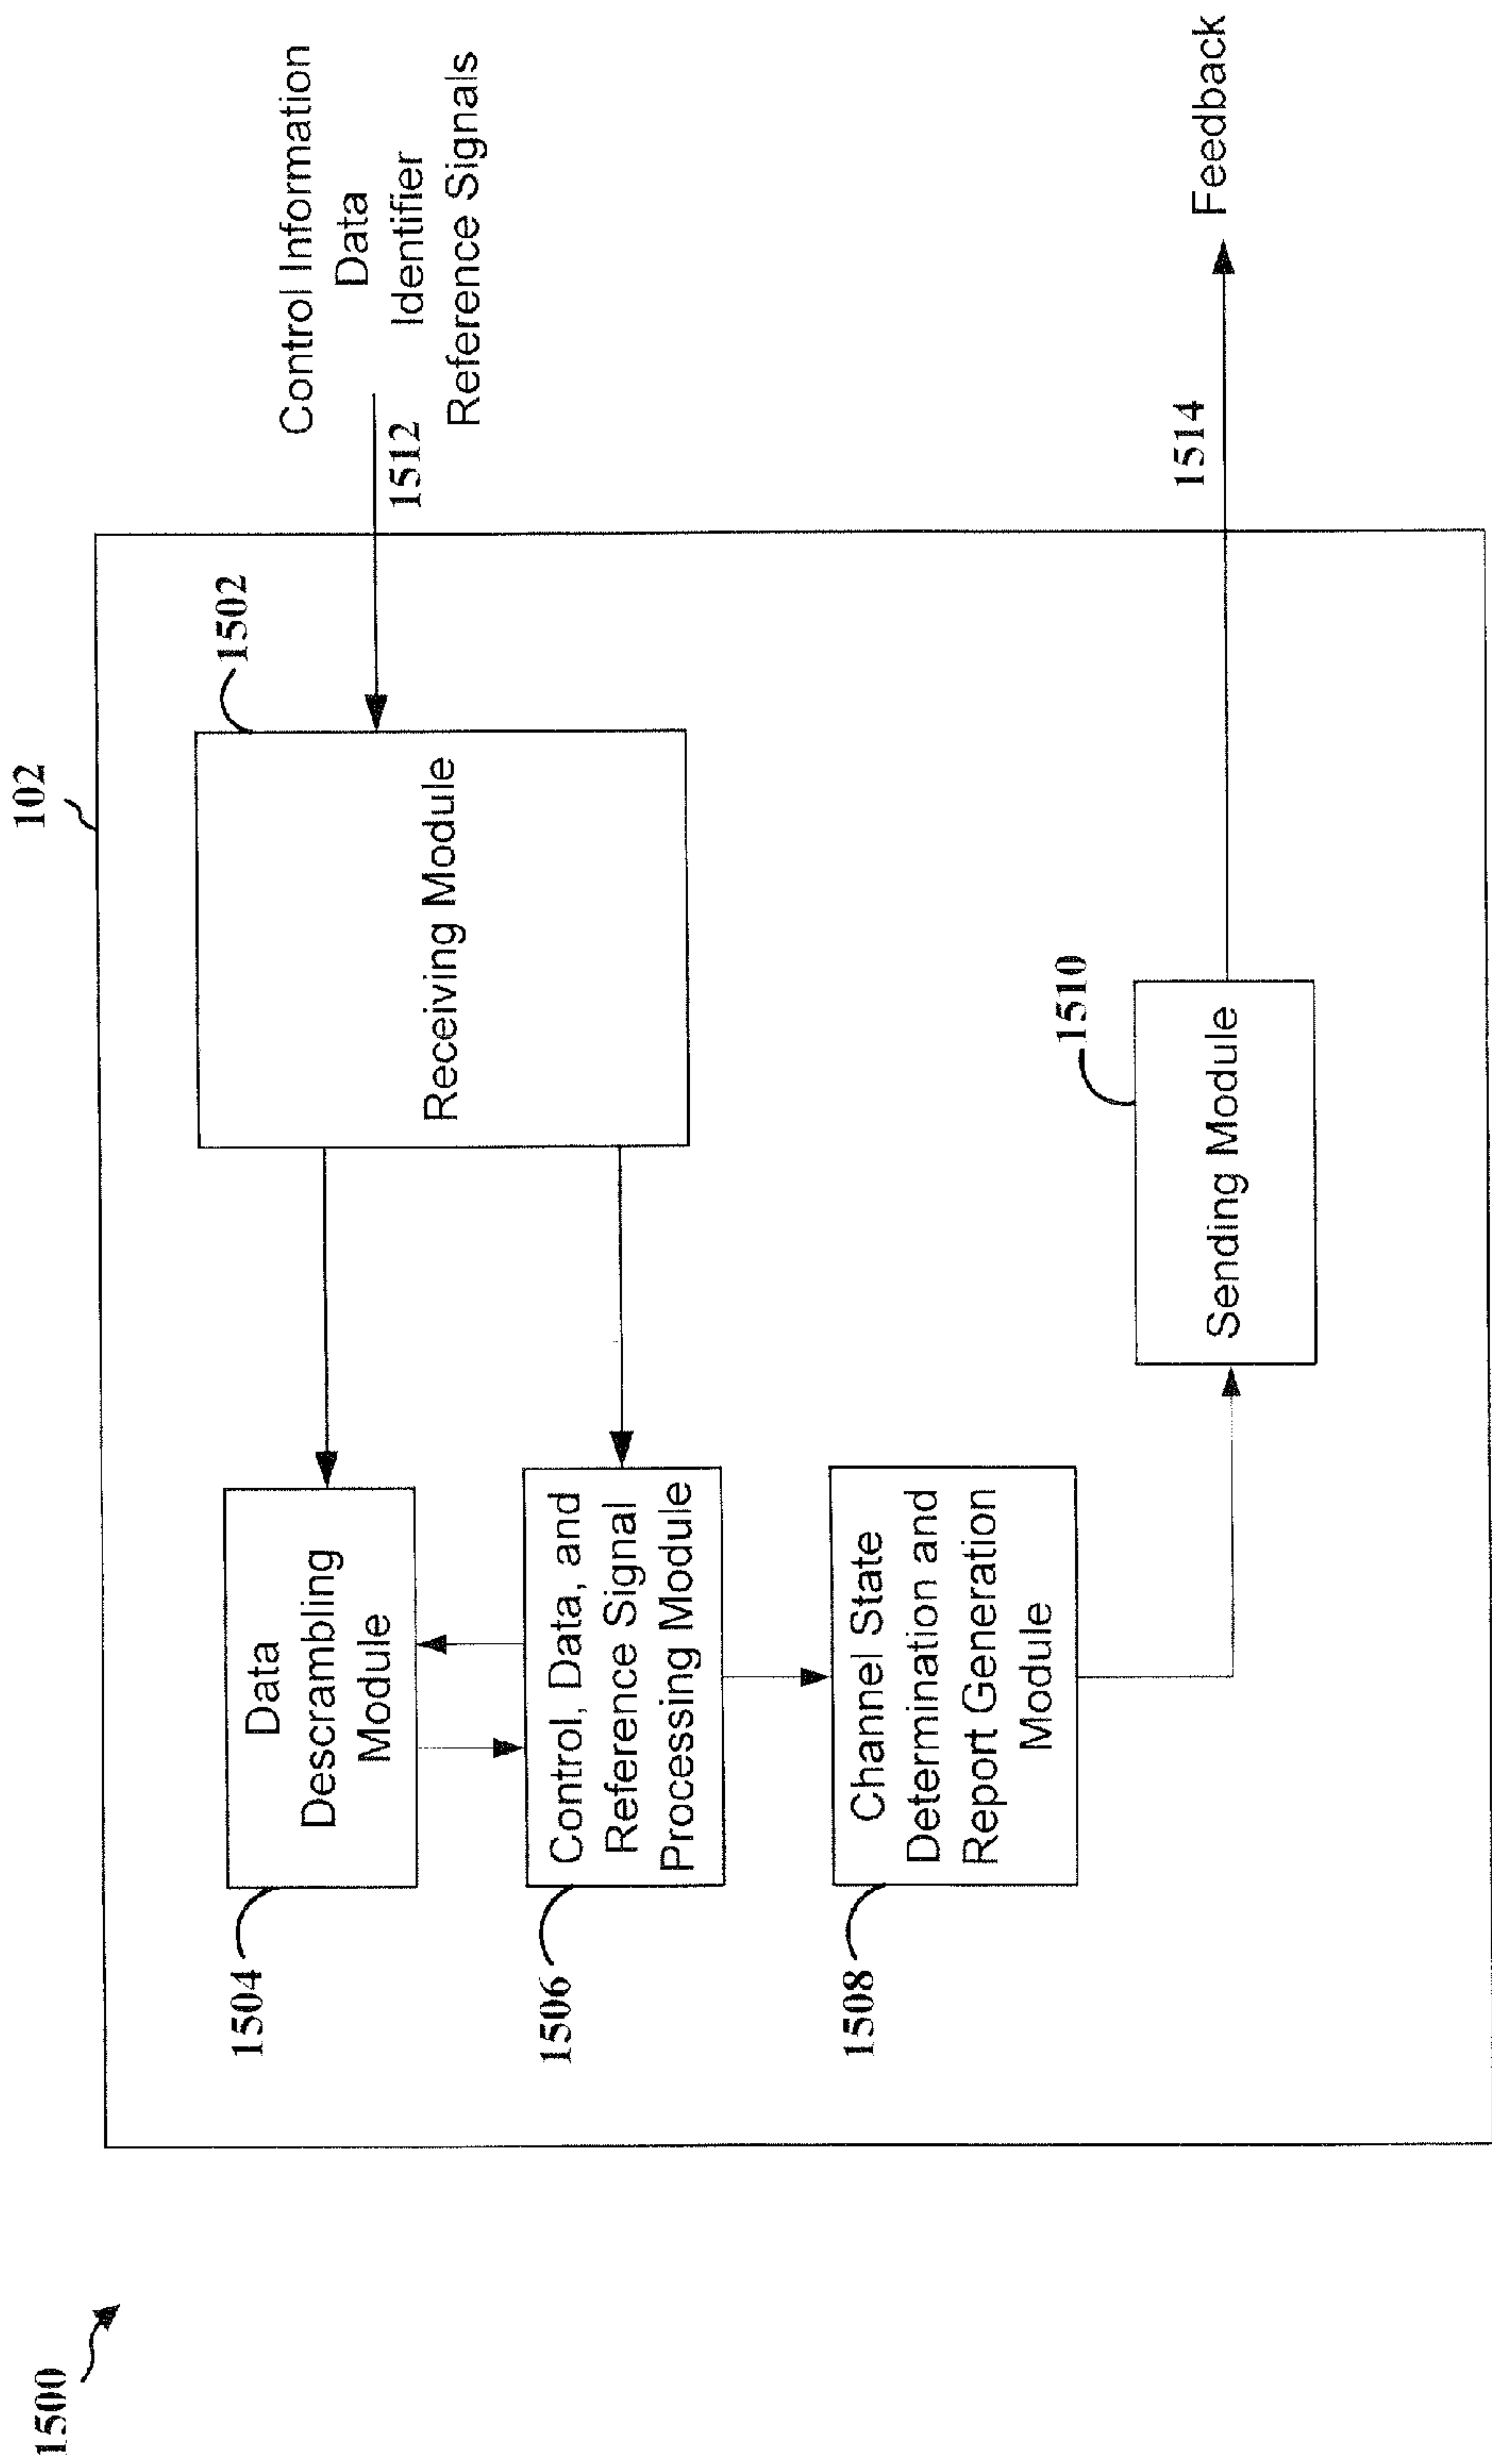 1500
102
1504
Data
Descrambling
Module
1506
Control, Data, and
Reference Signal
Processing Module
1508
Channel State
Determination and
Report Generation
Module
1502
Receiving Module
1510
Sending Module
1512
Control Information
Data
Identifier
Reference Signals
1514
Feedback